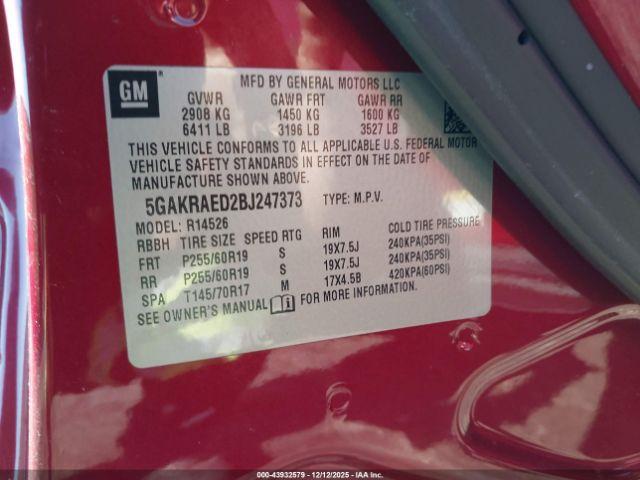 GM
MFD BY GENERAL MOTORS LLC
GVWR GAWR FRT GAWR RR
2908 KG 1450 KG 1600 KG
6411 LB 3196 LB 3527 LB
THIS VEHICLE CONFORMS TO ALL APPLICABLE U.S. FEDERAL MOTOR
VEHICLE SAFETY STANDARDS IN EFFECT ON THE DATE OF
MANUFACTURE SHOWN ABOVE.
5GAKRAED2BJ247373 TYPE: M.P.V.
MODEL: R14526
RBBH TIRE SIZE SPEED RTG RIM COLD TIRE PRESSURE
FRT P255/60R19 S 19X7.5J 240KPA(35PSI)
RR P255/60R19 S 19X7.5J 240KPA(35PSI)
SPA T145/70R17 M 17X4.5B 420KPA(60PSI)
SEE OWNER'S MANUAL FOR MORE INFORMATION.
000-43932579 | 12/12/2025 - IAA Inc.